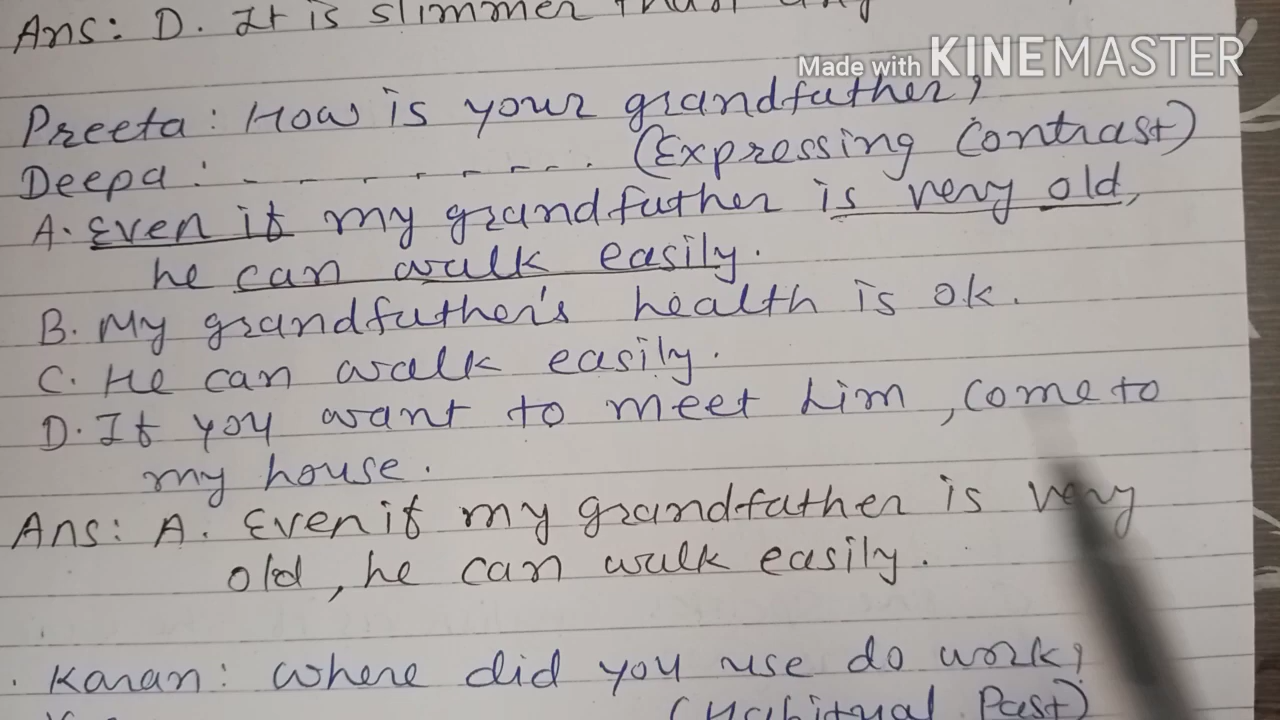 Ans: D. It is slimmer than any
Made with KINEMASTER
Preeta: How is your grandfather?
Deepa: - - - - - - - - - . (Expressing Contrast)
A. Even if my grandfather is very old,
he can walk easily.
B. My grandfather's health is ok.
C. He can walk easily.
D. If you want to meet him, come to
my house.
Ans: A. Even if my grandfather is very
old, he can walk easily.
Karan: Where did you use do work?
(Habitual Past)